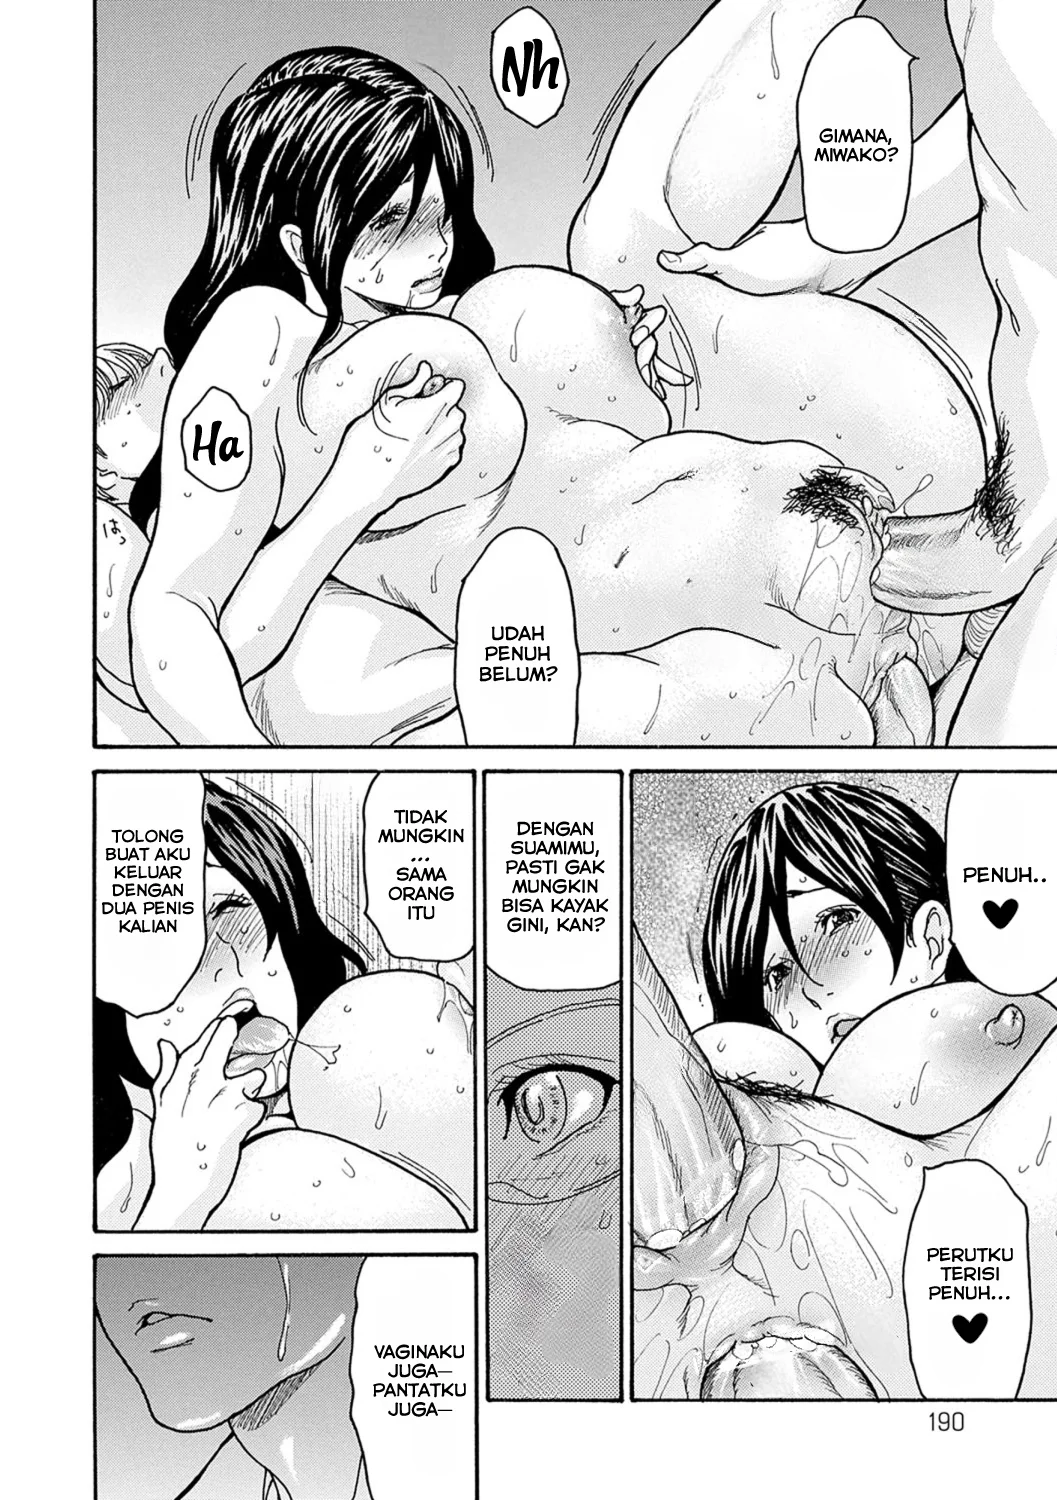 Nh
GIMANA,
MIWAKO?
Ha
はっ
UDAH
PENUH
BELUM?
PENUH..
PERUTKU
TERISI
PENUH...
DENGAN
SUAMIMU,
PASTI GAK
MUNGKIN
BISA KAYAK
GINI, KAN?
TIDAK
MUNGKIN
...
SAMA
ORANG
ITU
TOLONG
BUAT AKU
KELUAR
DENGAN
DUA PENIS
KALIAN
VAGINAKU
JUGA—
PANTATKU
JUGA—
190